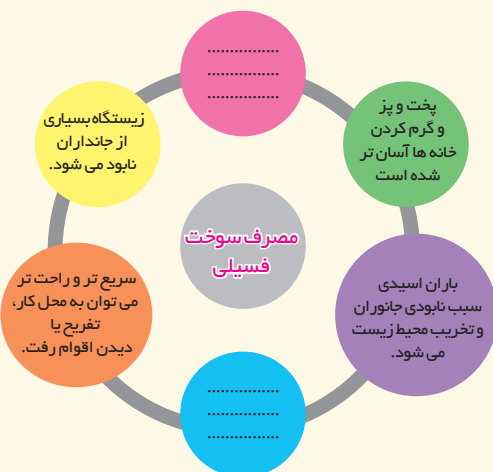 ................
................
................
پخت و پز
و گرم کردن
خانه ها آسان تر
شده است
زیستگاه بسیاری
از جانداران
نابود می شود.
مصرف سوخت
فسیلی
باران اسیدی
سبب نابودی جانوران
و تخریب محیط زیست
می شود.
سریع تر و راحت تر
می توان به محل کار،
تفریح یا
دیدن اقوام رفت.
................
................
................